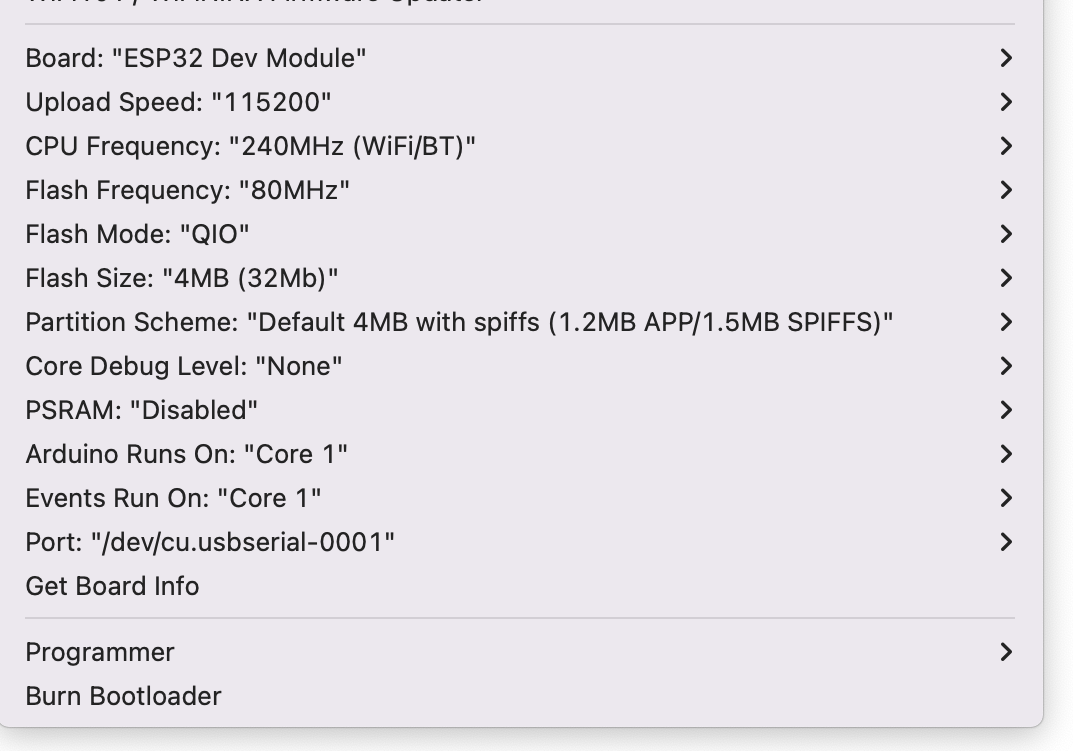 Board: "ESP32 Dev Module"
Upload Speed: "115200"
CPU Frequency: "240MHz (WiFi/BT)"
Flash Frequency: "80MHz"
Flash Mode: "QIO"
Flash Size: "4MB (32Mb)"
Partition Scheme: "Default 4MB with spiffs (1.2MB APP/1.5MB SPIFFS)"
Core Debug Level: "None"
PSRAM: "Disabled"
Arduino Runs On: "Core 1"
Events Run On: "Core 1"
Port: "/dev/cu.usbserial-0001"
Get Board Info
Programmer
Burn Bootloader